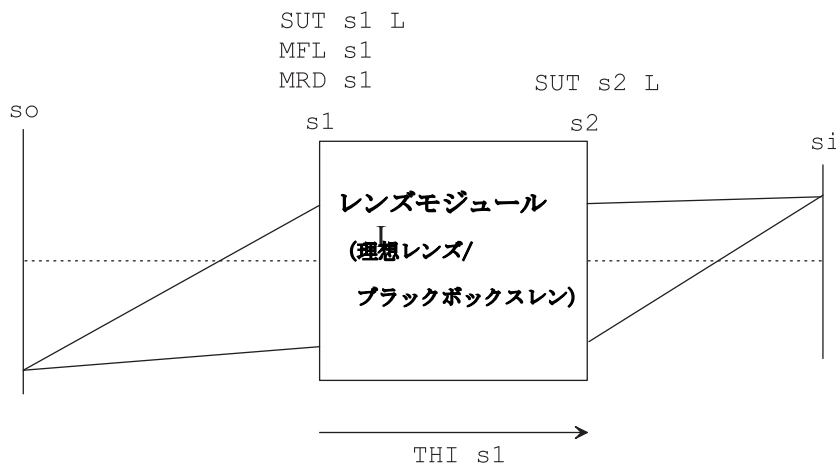 SUT s1 L
MFL s1
MRD s1
SUT s2 L
so
s1
s2
si
レンズモジュール
(理想レンズ/
ブラックボックスレン)
THI s1